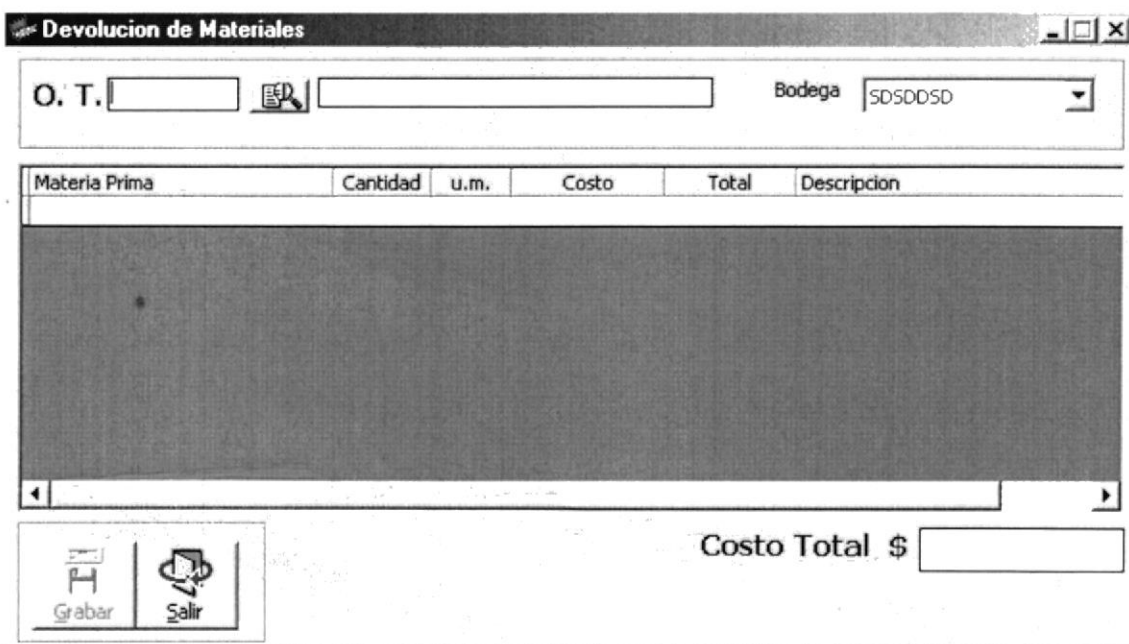 Devolucion de Materiales
O. T. Bodega SDSDDSD
Materia Prima Cantidad u.m. Costo Total Descripcion
Costo Total $
Grabar Salir